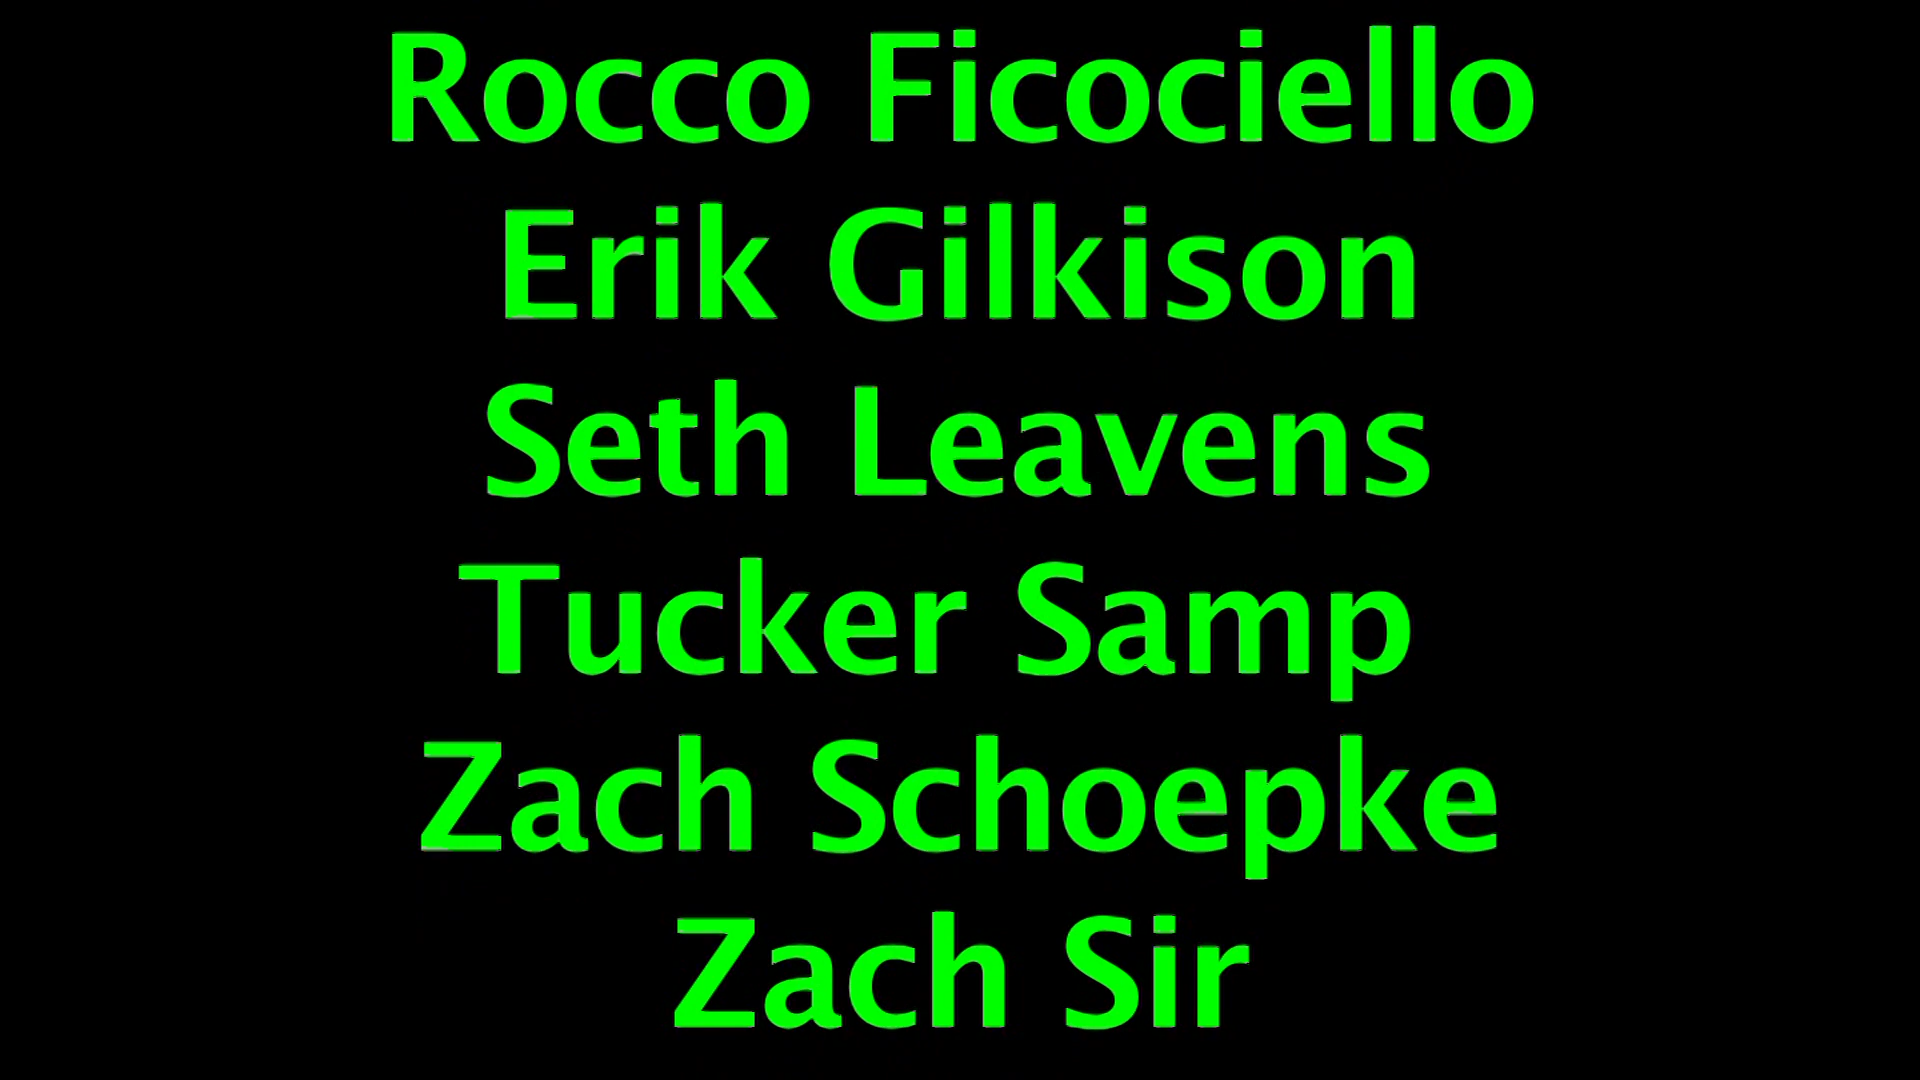 Rocco Ficociello
Erik Gilkison
Seth Leavens
Tucker Samp
Zach Schoepke
Zach Sir